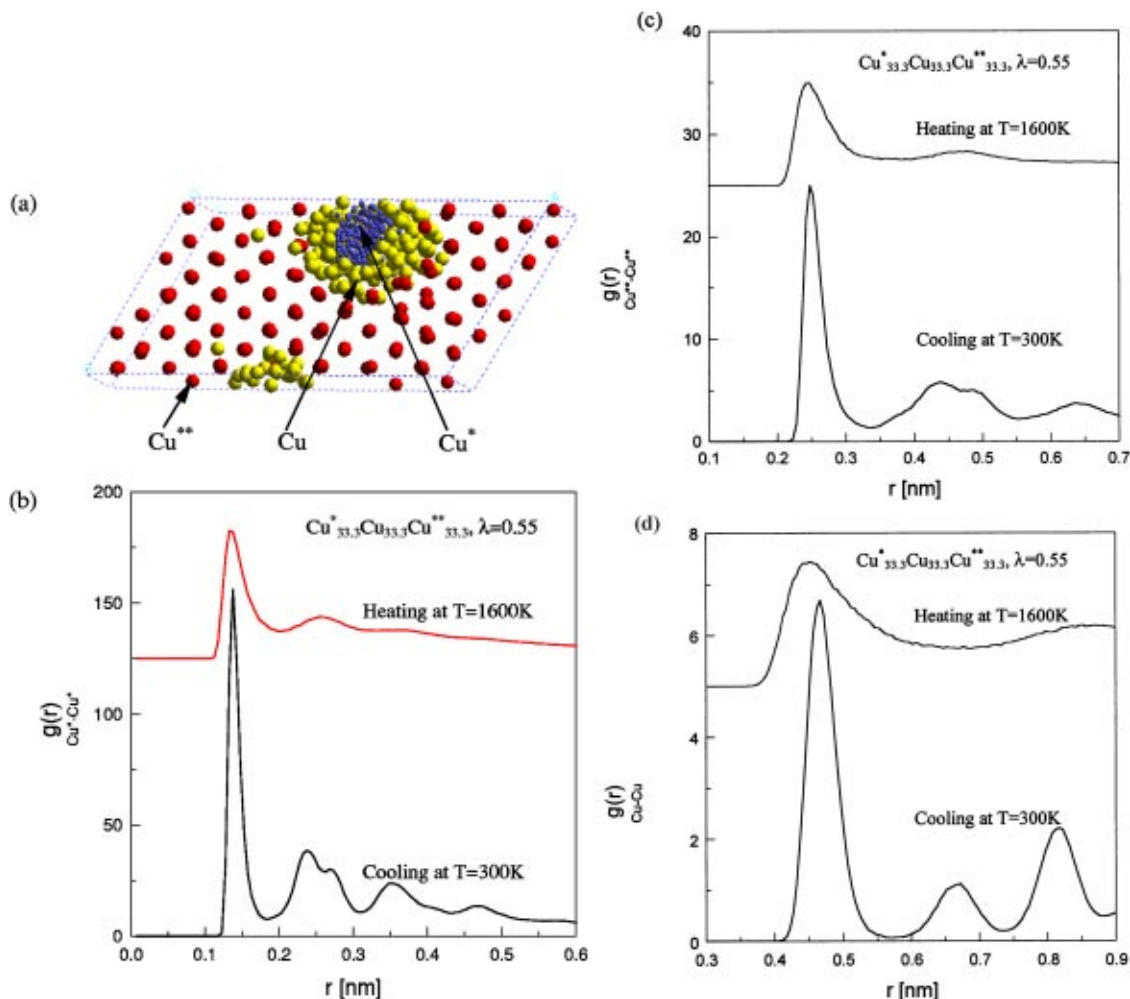 (a)
Cu**
Cu
Cu*
(b)
200
150
100
50
0
g(r)
Cu*-Cu*
Cu*33.3Cu33.3Cu**33.3, λ=0.55
Heating at T=1600K
Cooling at T=300K
0.0 0.1 0.2 0.3 0.4 0.5 0.6
r [nm]
(c)
40
30
20
10
0
g(r)
Cu**-Cu**
Cu*33.3Cu33.3Cu**33.3, λ=0.55
Heating at T=1600K
Cooling at T=300K
0.1 0.2 0.3 0.4 0.5 0.6 0.7
r [nm]
(d)
8
6
4
2
0
g(r)
Cu-Cu
Cu*33.3Cu33.3Cu**33.3, λ=0.55
Heating at T=1600K
Cooling at T=300K
0.3 0.4 0.5 0.6 0.7 0.8 0.9
r [nm]